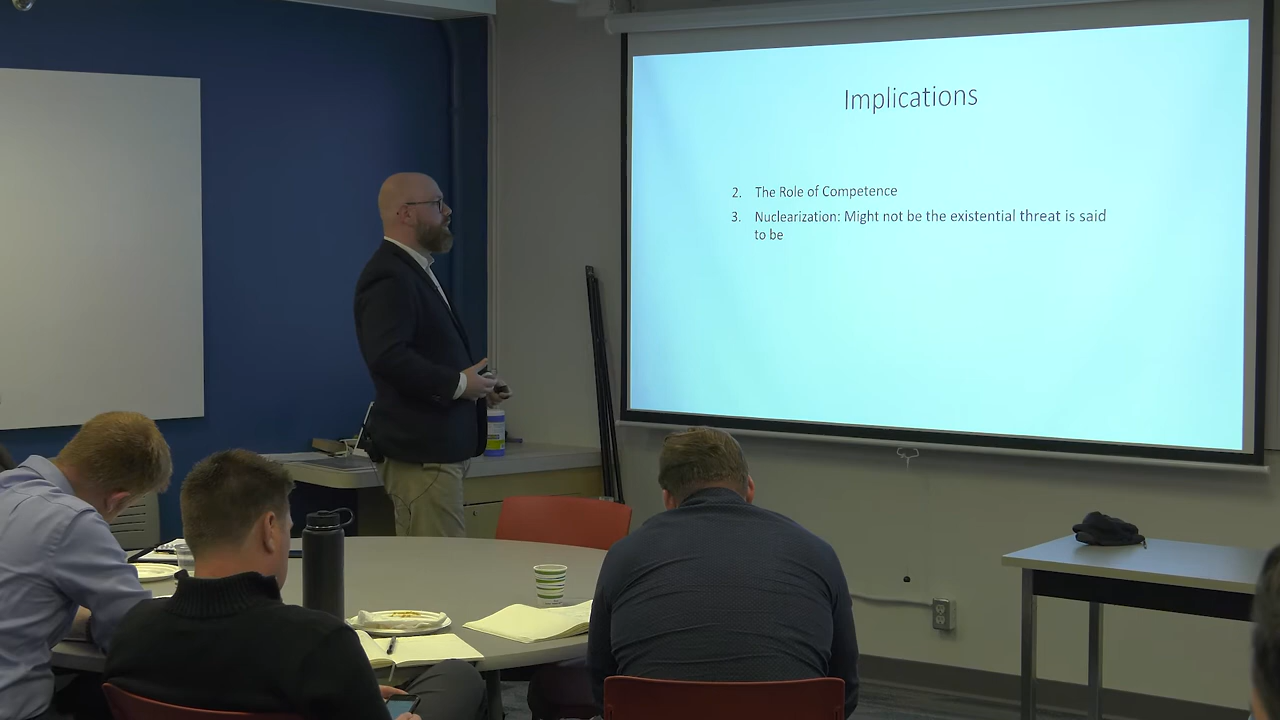 Implications
2. The Role of Competence
3. Nuclearization: Might not be the existential threat is said
to be